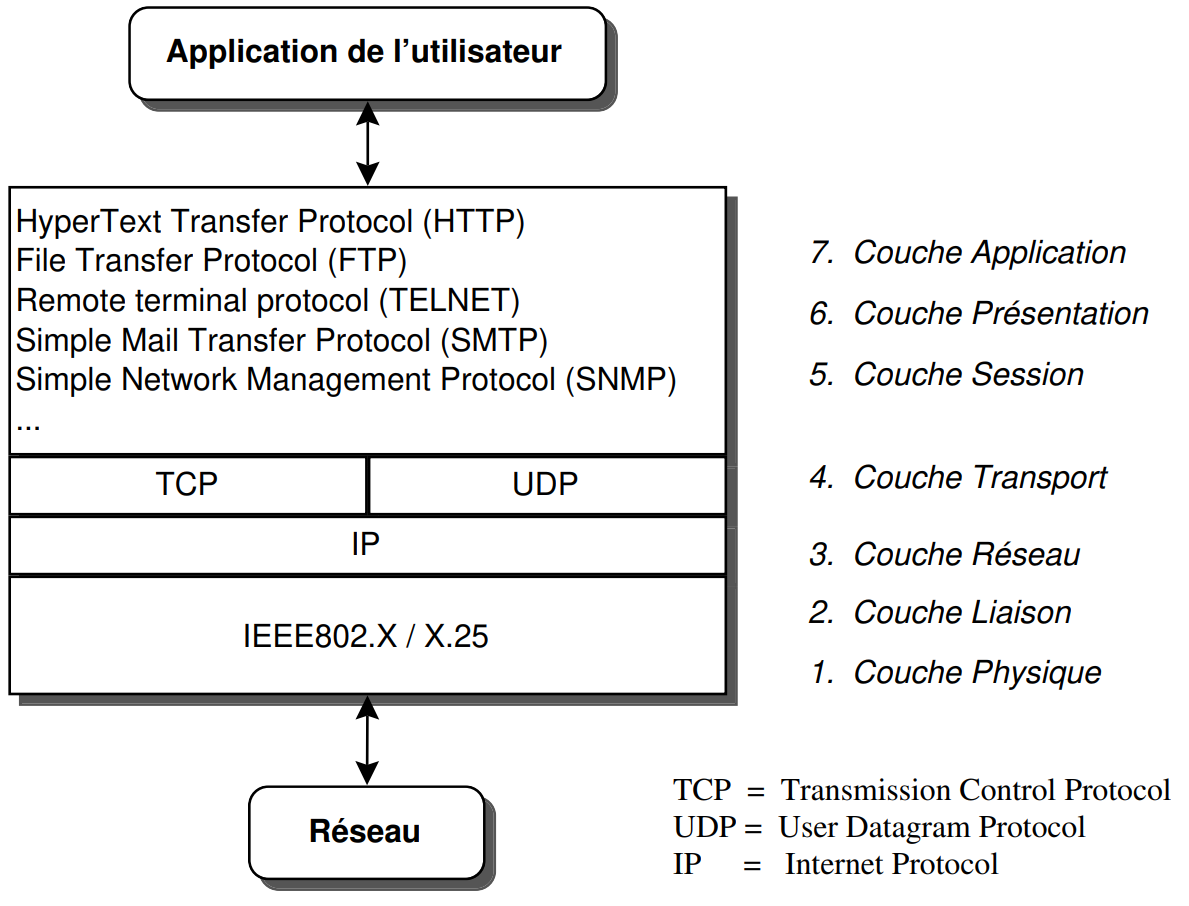 Application de l’utilisateur
HyperText Transfer Protocol (HTTP)
File Transfer Protocol (FTP)
Remote terminal protocol (TELNET)
Simple Mail Transfer Protocol (SMTP)
Simple Network Management Protocol (SNMP)
...
TCP
UDP
IP
IEEE802.X / X.25
7. Couche Application
6. Couche Présentation
5. Couche Session
4. Couche Transport
3. Couche Réseau
2. Couche Liaison
1. Couche Physique
Réseau
TCP = Transmission Control Protocol
UDP = User Datagram Protocol
IP = Internet Protocol